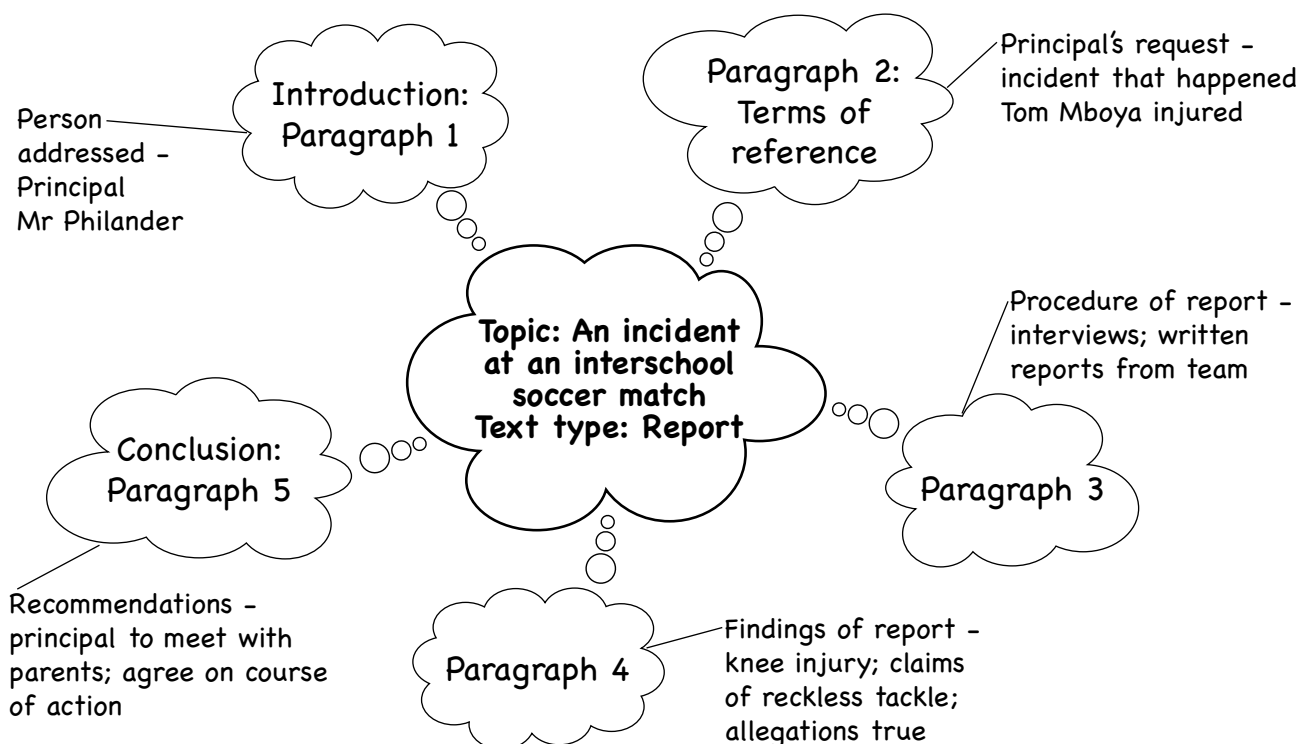 Introduction:
Paragraph 1
Person
addressed –
Principal
Mr Philander
Paragraph 2:
Terms of
reference
Principal's request –
incident that happened
Tom Mboya injured
Topic: An incident
at an interschool
soccer match
Text type: Report
Procedure of report –
interviews; written
reports from team
Paragraph 3
Conclusion:
Paragraph 5
Recommendations –
principal to meet with
parents; agree on course
of action
Paragraph 4
Findings of report –
knee injury; claims
of reckless tackle;
allegations true